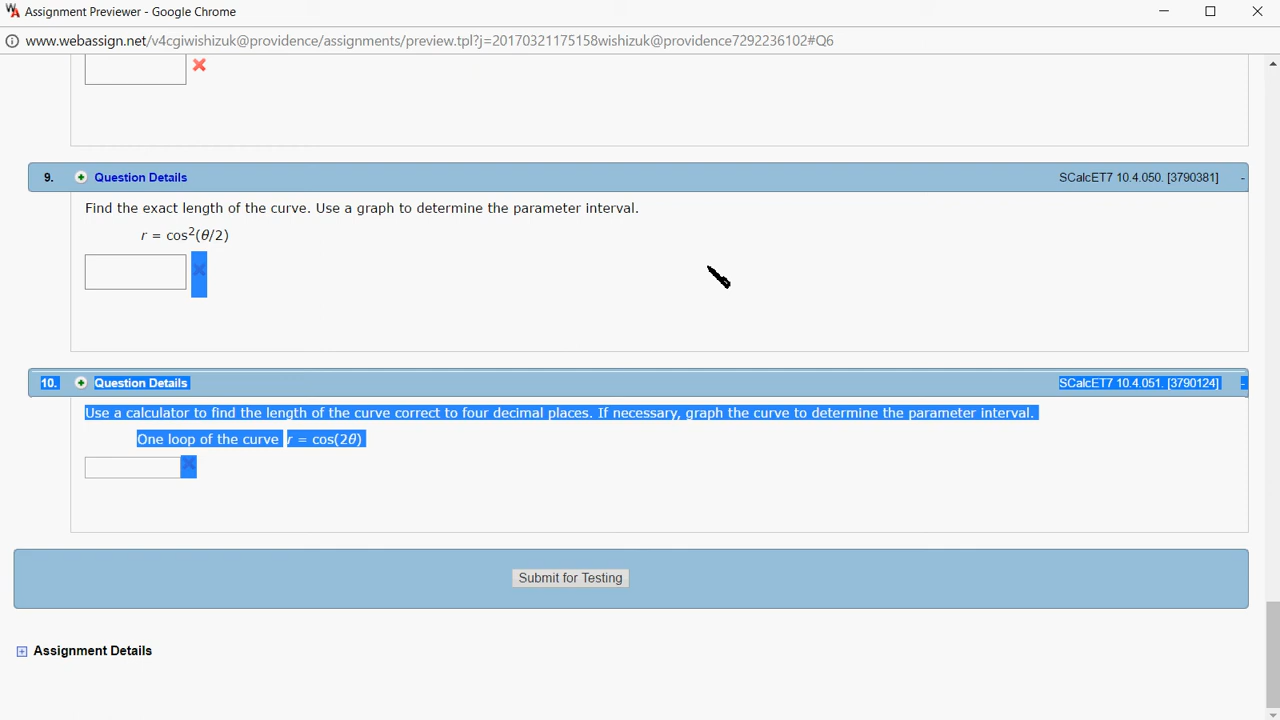 Assignment Previewer - Google Chrome
www.webassign.net/v4cgiwishizuk@providence/assignments/preview.tpl?j=20170321175158wishizuk@providence7292236102#Q6
9. Question Details SCalcET7 10.4.050. [3790381] -
Find the exact length of the curve. Use a graph to determine the parameter interval.
r = cos²(θ/2)
10. Question Details SCalcET7 10.4.051. [3790124] -
Use a calculator to find the length of the curve correct to four decimal places. If necessary, graph the curve to determine the parameter interval.
One loop of the curve r = cos(2θ)
Submit for Testing
Assignment Details